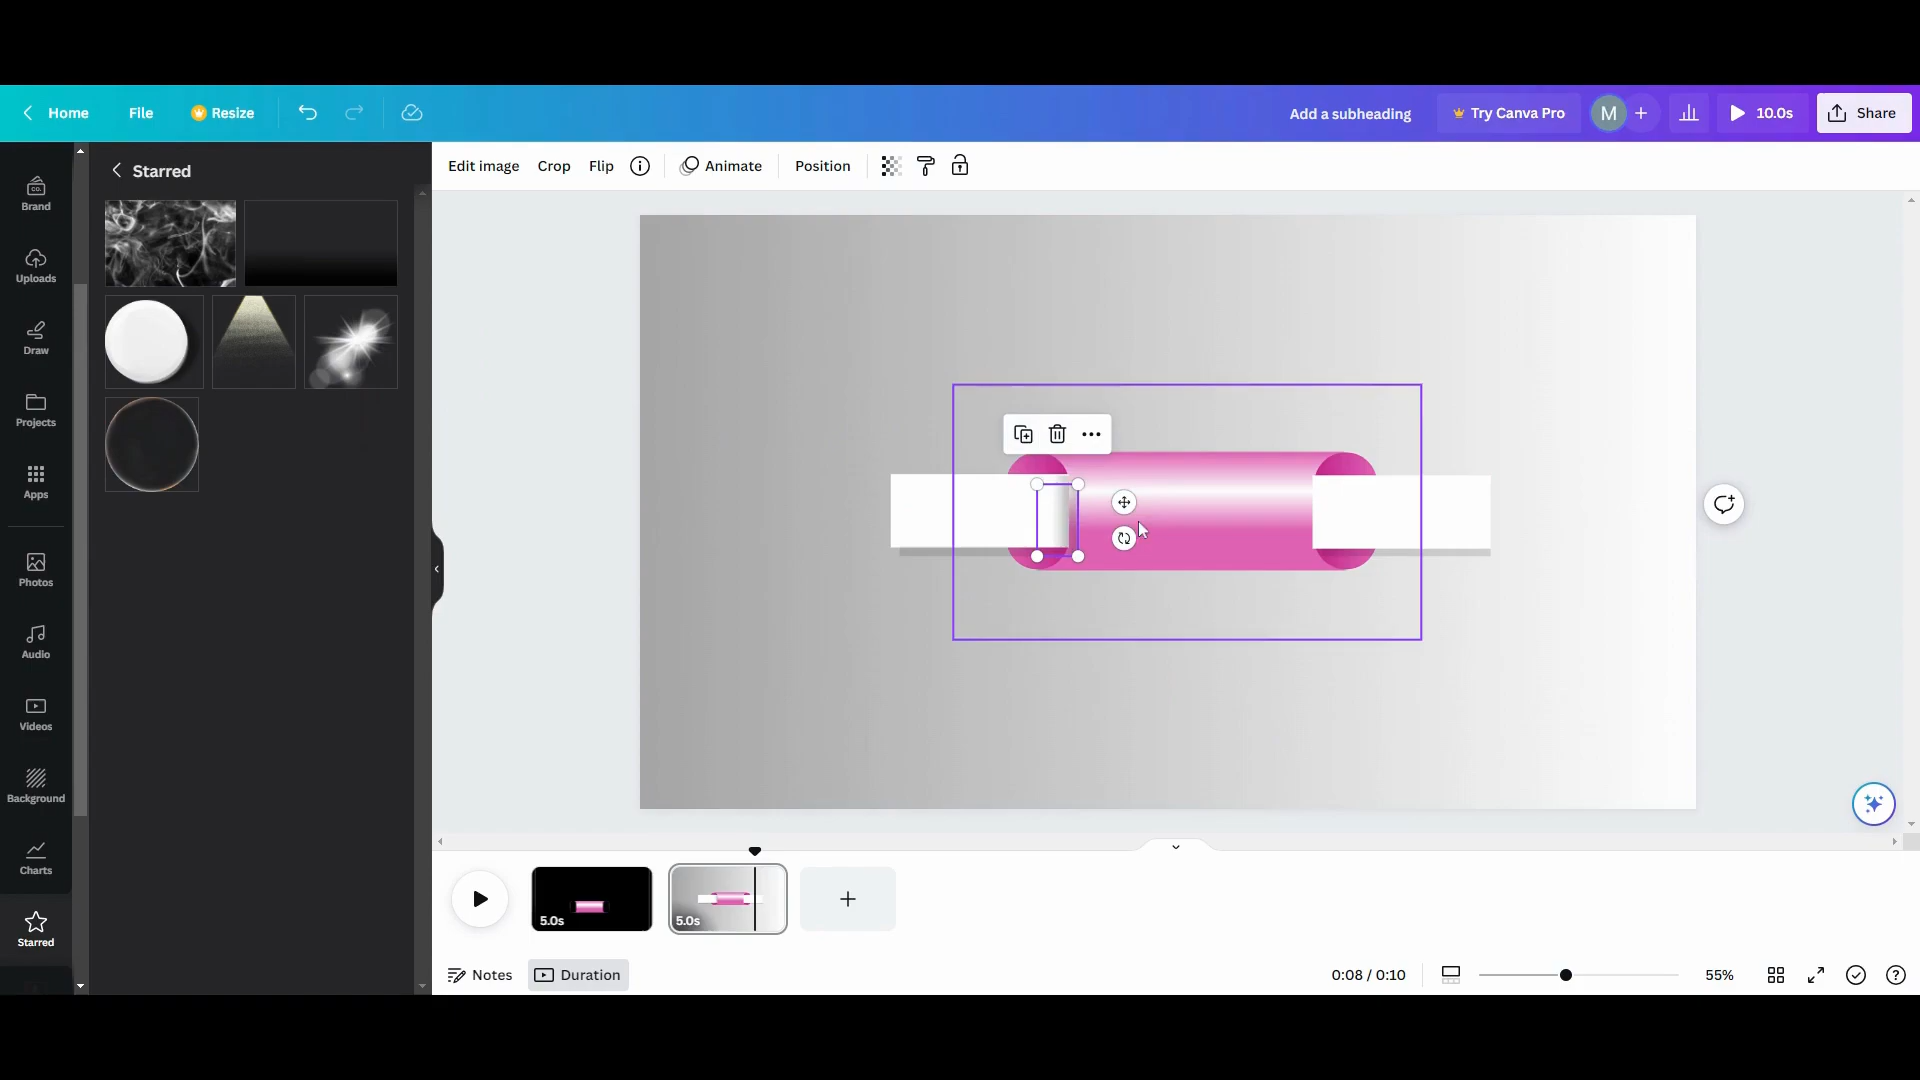 Home File Resize Add a subheading Try Canva Pro M 10.0s Share
Starred
Edit image Crop Flip Animate Position
CO.
Brand
Uploads
Draw
Projects
Apps
Photos
Audio
Videos
Background
Charts
Starred
5.0s
5.0s
Notes Duration 0:08 / 0:10 55%